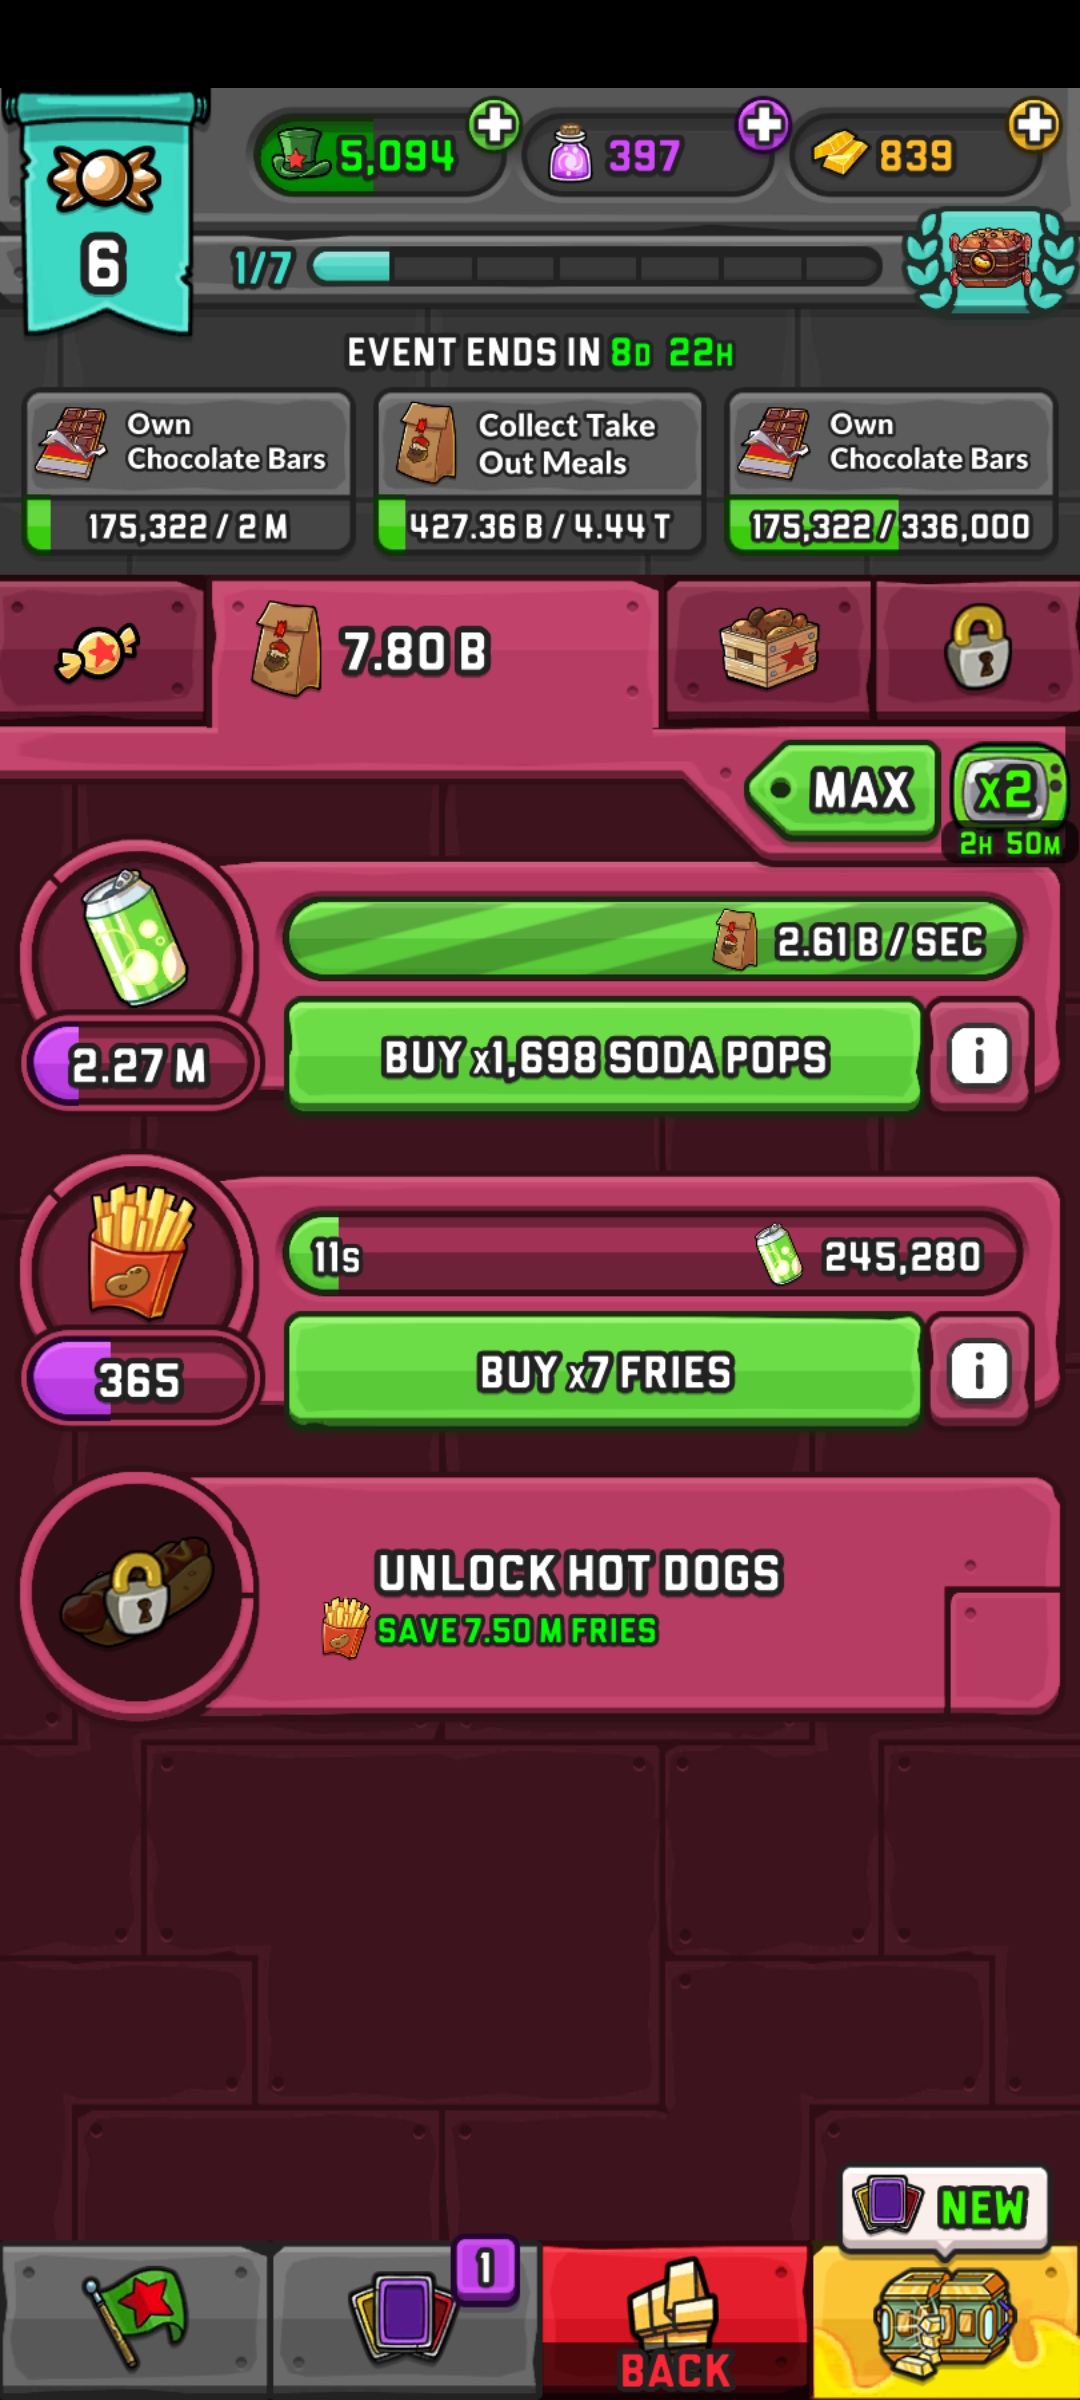 5,094
397
839
6
1/7
EVENT ENDS IN 8D 22H
Own
Chocolate Bars
175,322 / 2 M
Collect Take
Out Meals
427.36 B / 4.44 T
Own
Chocolate Bars
175,322 / 336,000
7.80 B
MAX
x2
2H 50M
2.61 B / SEC
2.27 M
BUY x1,698 SODA POPS
i
11s
245,280
365
BUY x7 FRIES
i
UNLOCK HOT DOGS
SAVE 7.50 M FRIES
NEW
1
BACK